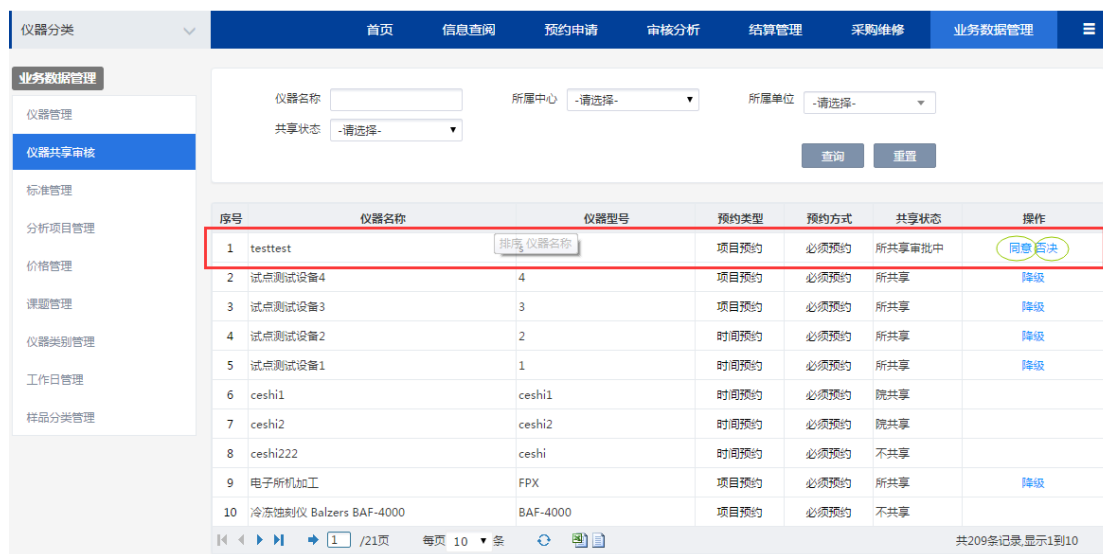 仪器分类 首页 信息查阅 预约申请 审核分析 结算管理 采购维修 业务数据管理
业务数据管理
仪器管理
仪器共享审核
标准管理
分析项目管理
价格管理
课题管理
仪器类别管理
工作日管理
样品分类管理
仪器名称 所属中心 -请选择- 所属单位 -请选择-
共享状态 -请选择-
查询 重置
序号 仪器名称 仪器型号 预约类型 预约方式 共享状态 操作
1 testtest s 项目预约 必须预约 所共享审批中 同意 否决
排序 仪器名称
2 试点测试设备4 4 项目预约 必须预约 所共享 降级
3 试点测试设备3 3 项目预约 必须预约 所共享 降级
4 试点测试设备2 2 时间预约 必须预约 所共享 降级
5 试点测试设备1 1 时间预约 必须预约 所共享 降级
6 ceshi1 ceshi1 时间预约 必须预约 院共享
7 ceshi2 ceshi2 时间预约 必须预约 院共享
8 ceshi222 ceshi 时间预约 必须预约 不共享
9 电子所机加工 FPX 项目预约 必须预约 所共享 降级
10 冷冻蚀刻仪 Balzers BAF-4000 BAF-4000 项目预约 必须预约 不共享
1 /21页 每页 10 条 共209条记录,显示1到10